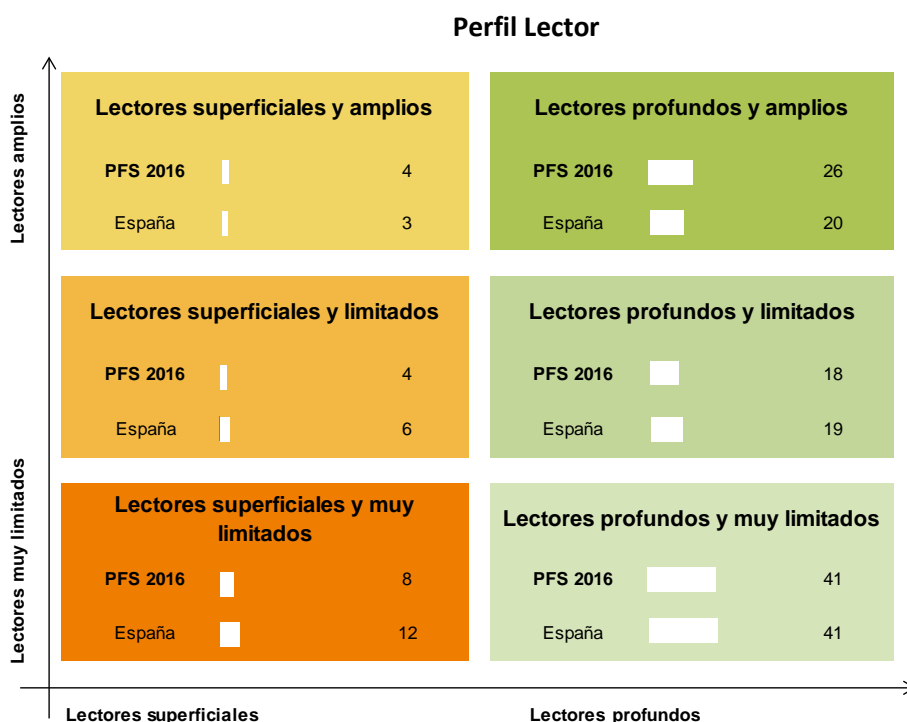 Perfil Lector
Lectores amplios
Lectores superficiales y amplios
PFS 2016 4
España 3
Lectores profundos y amplios
PFS 2016 26
España 20
Lectores superficiales y limitados
PFS 2016 4
España 6
Lectores profundos y limitados
PFS 2016 18
España 19
Lectores muy limitados
Lectores superficiales y muy
limitados
PFS 2016 8
España 12
Lectores profundos y muy limitados
PFS 2016 41
España 41
Lectores superficiales
Lectores profundos